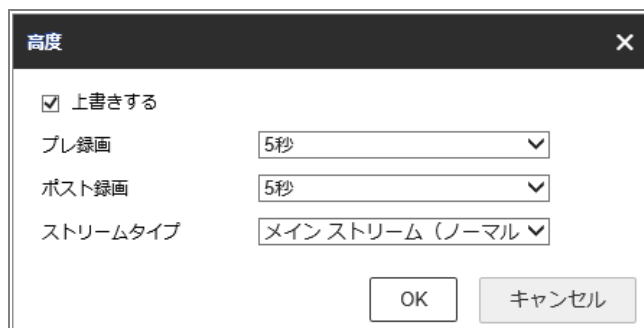 高度
上書きする
プレ録画 5秒
ポスト録画 5秒
ストリームタイプ メイン ストリーム（ノーマル
OK キャンセル